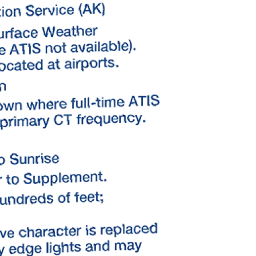 ion Service (AK)
urface Weather
e ATIS not available).
ocated at airports.
n
own where full-time ATIS
primary CT frequency.
o Sunrise
r to Supplement.
undreds of feet;
ve character is replaced
y edge lights and may